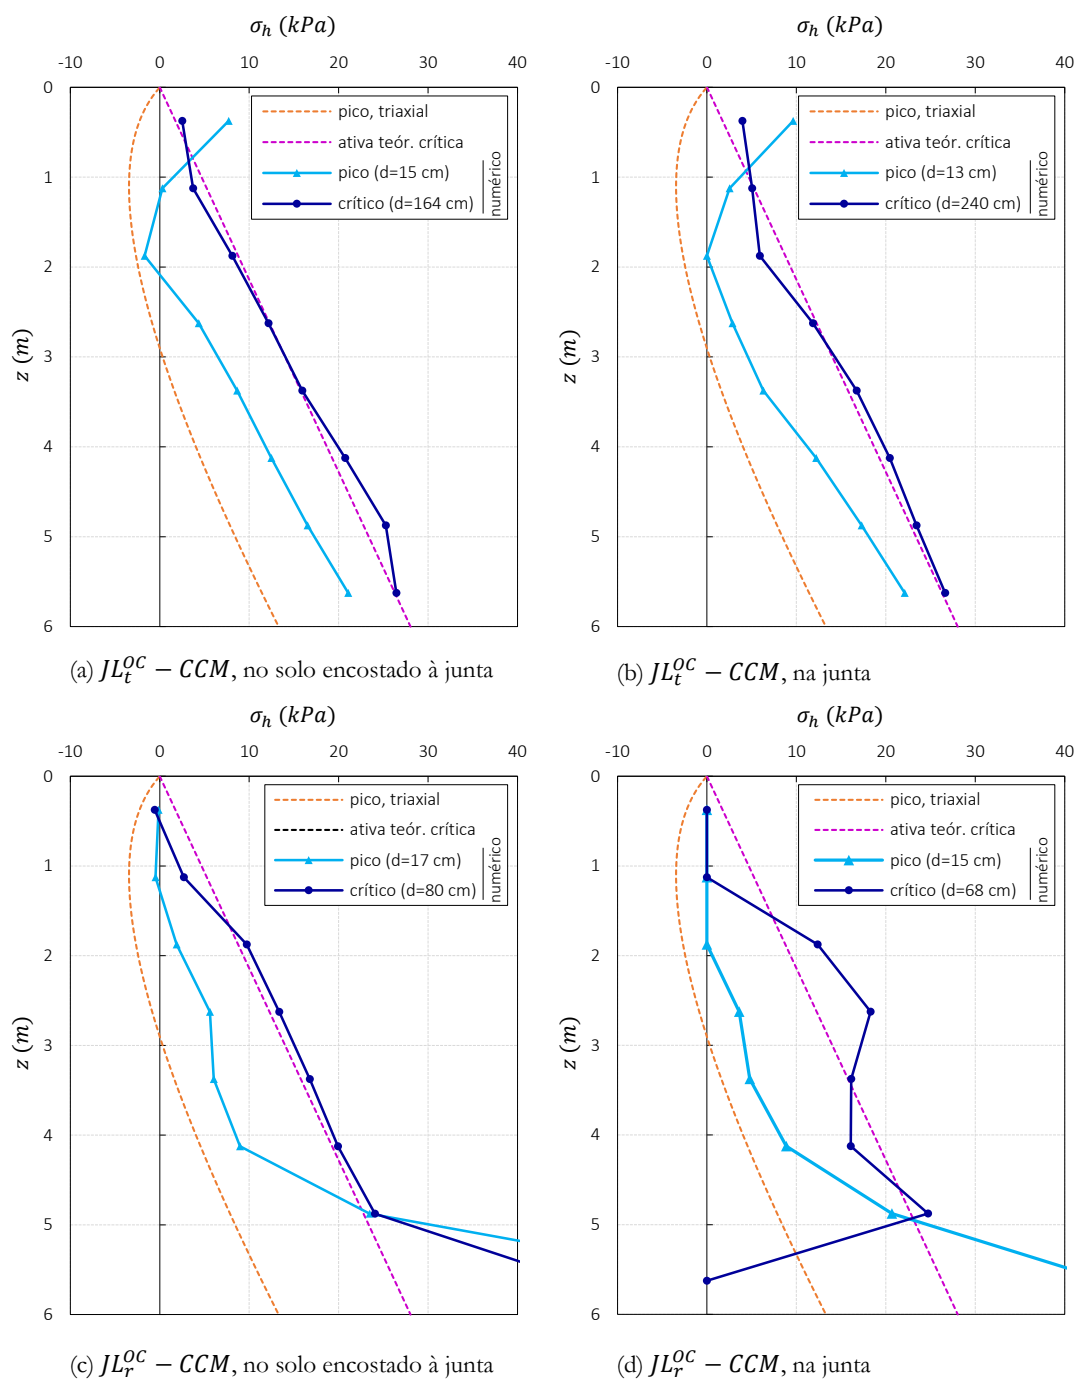 σh (kPa)
-10 0 10 20 30 40
0
1
2
3
4
5
6
z (m)
pico, triaxial
ativa teór. crítica
pico (d=15 cm)
crítico (d=164 cm)
numérico
(a) JL_t^OC − CCM, no solo encostado à junta
σh (kPa)
-10 0 10 20 30 40
0
1
2
3
4
5
6
z (m)
pico, triaxial
ativa teór. crítica
pico (d=13 cm)
crítico (d=240 cm)
numérico
(b) JL_t^OC − CCM, na junta
σh (kPa)
-10 0 10 20 30 40
0
1
2
3
4
5
6
z (m)
pico, triaxial
ativa teór. crítica
pico (d=17 cm)
crítico (d=80 cm)
numérico
(c) JL_r^OC − CCM, no solo encostado à junta
σh (kPa)
-10 0 10 20 30 40
0
1
2
3
4
5
6
z (m)
pico, triaxial
ativa teór. crítica
pico (d=15 cm)
crítico (d=68 cm)
numérico
(d) JL_r^OC − CCM, na junta